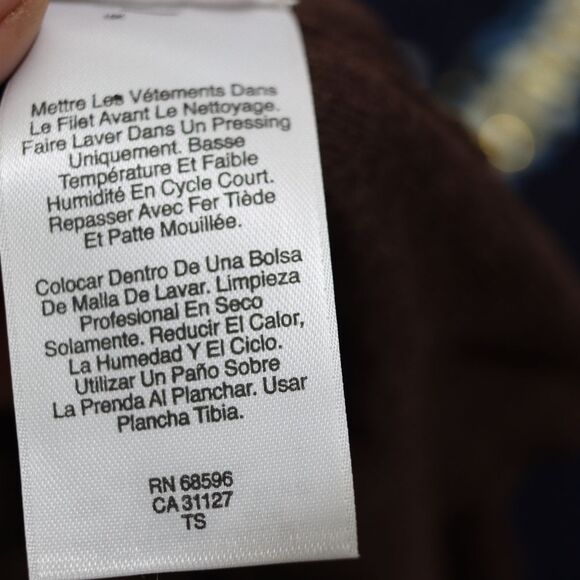 Mettre Les Vêtements Dans
Le Filet Avant Le Nettoyage.
Faire Laver Dans Un Pressing
Uniquement. Basse
Température Et Faible
Humidité En Cycle Court.
Repasser Avec Fer Tiède
Et Patte Mouillée.
Colocar Dentro De Una Bolsa
De Malla De Lavar. Limpieza
Profesional En Seco
Solamente. Reducir El Calor,
La Humedad Y El Ciclo.
Utilizar Un Paño Sobre
La Prenda Al Planchar. Usar
Plancha Tibia.
RN 68596
CA 31127
TS